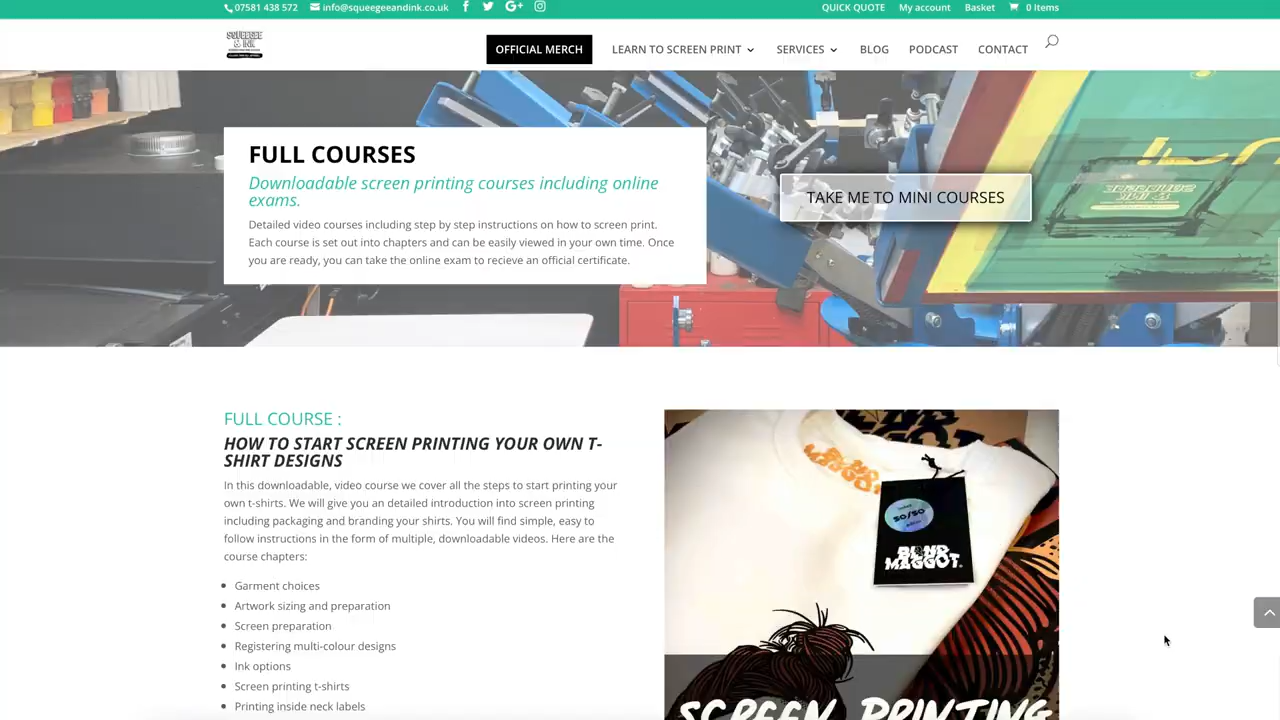 07581 438 572 info@squeegeeandink.co.uk QUICK QUOTE My account Basket 0 Items
SQUEEGEE
& INK
OFFICIAL MERCH LEARN TO SCREEN PRINT SERVICES BLOG PODCAST CONTACT
FULL COURSES
Downloadable screen printing courses including online
exams.
Detailed video courses including step by step instructions on how to screen print.
Each course is set out into chapters and can be easily viewed in your own time. Once
you are ready, you can take the online exam to recieve an official certificate.
TAKE ME TO MINI COURSES
FULL COURSE :
HOW TO START SCREEN PRINTING YOUR OWN T-
SHIRT DESIGNS
In this downloadable, video course we cover all the steps to start printing your
own t-shirts. We will give you an detailed introduction into screen printing
including packaging and branding your shirts. You will find simple, easy to
follow instructions in the form of multiple, downloadable videos. Here are the
course chapters:
Garment choices
Artwork sizing and preparation
Screen preparation
Registering multi-colour designs
Ink options
Screen printing t-shirts
Printing inside neck labels
50/50
MAGGOT
SCREEN PRINTING